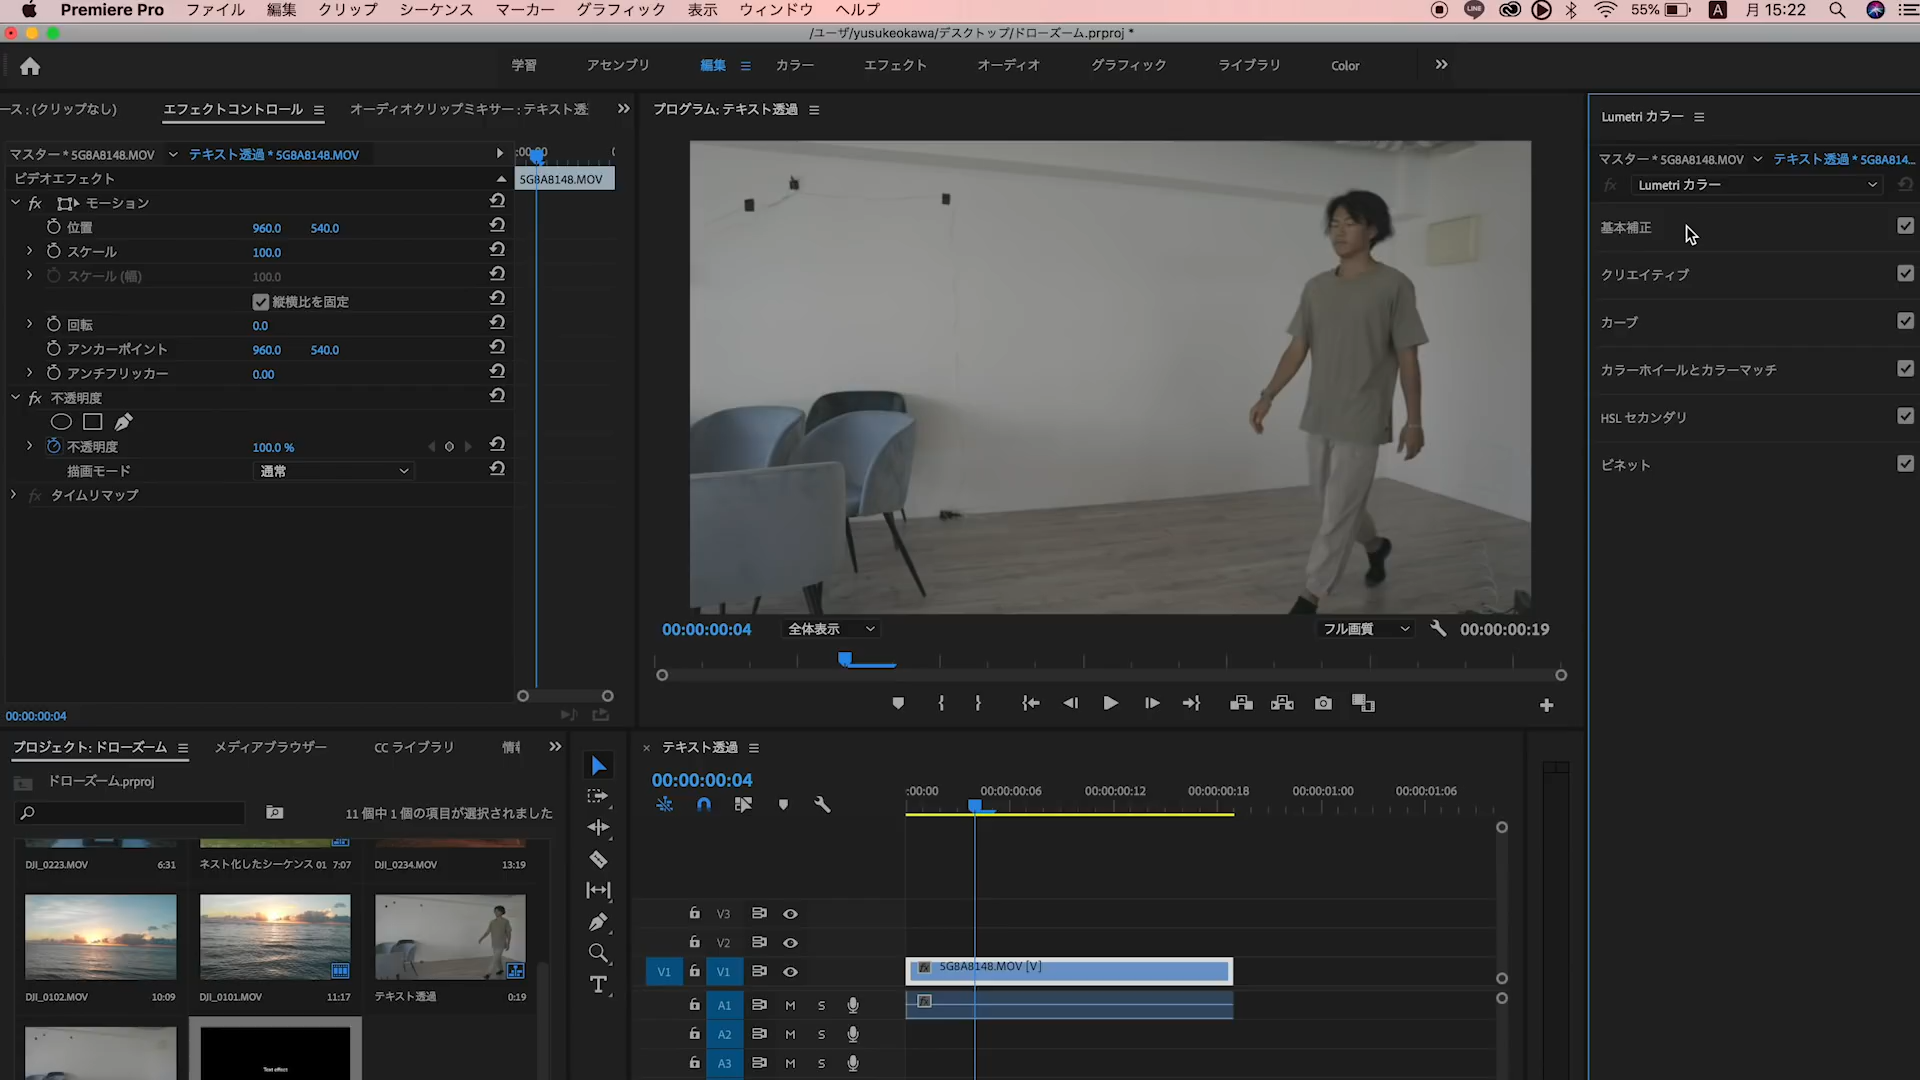 Premiere Pro ファイル 編集 クリップ シーケンス マーカー グラフィック 表示 ウィンドウ ヘルプ LINE 55% A 月 15:22
/ユーザ/yusukeokawa/デスクトップ/ドローズーム.prproj *
学習 アセンブリ 編集 カラー エフェクト オーディオ グラフィック ライブラリ Color
ース : (クリップなし) エフェクトコントロール オーディオクリップミキサー : テキスト透
マスター * 5G8A8148.MOV テキスト透過 * 5G8A8148.MOV :00:00
ビデオエフェクト 5G8A8148.MOV
fx モーション
位置 960.0 540.0
スケール 100.0
スケール (幅) 100.0
縦横比を固定
回転 0.0
アンカーポイント 960.0 540.0
アンチフリッカー 0.00
fx 不透明度
不透明度 100.0 %
描画モード 通常
fx タイムリマップ
00:00:00:04
プログラム: テキスト透過
00:00:00:04 全体表示 フル画質 00:00:00:19
Lumetri カラー
マスター * 5G8A8148.MOV テキスト透過 * 5G8A814...
fx Lumetri カラー
基本補正
クリエイティブ
カーブ
カラーホイールとカラーマッチ
HSL セカンダリ
ビネット
プロジェクト: ドローズーム メディアブラウザー CC ライブラリ 情報
ドローズーム.prproj
11 個中 1 個の項目が選択されました
DJI_0223.MOV 6:31 ネスト化したシーケンス 01 7:07 DJI_0234.MOV 13:19
DJI_0102.MOV 10:09 DJI_0101.MOV 11:17 テキスト透過 0:19
Text effect
T
× テキスト透過
00:00:00:04
:00:00 00:00:00:06 00:00:00:12 00:00:00:18 00:00:01:00 00:00:01:06
V3
V2
V1 V1 5G8A8148.MOV [V]
A1 M S
A2 M S
A3 M S